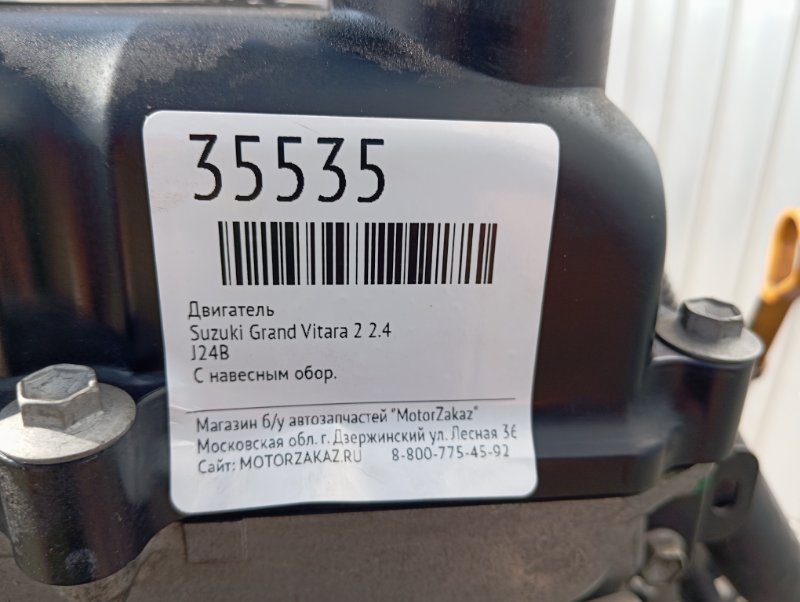 35535
Двигатель
Suzuki Grand Vitara 2 2.4
J24B
С навесным обор.
Магазин б/у автозапчастей "MotorZakaz"
Московская обл. г. Дзержинский ул. Лесная
Сайт: MOTORZAKAZ.RU 8-800-775-45-92